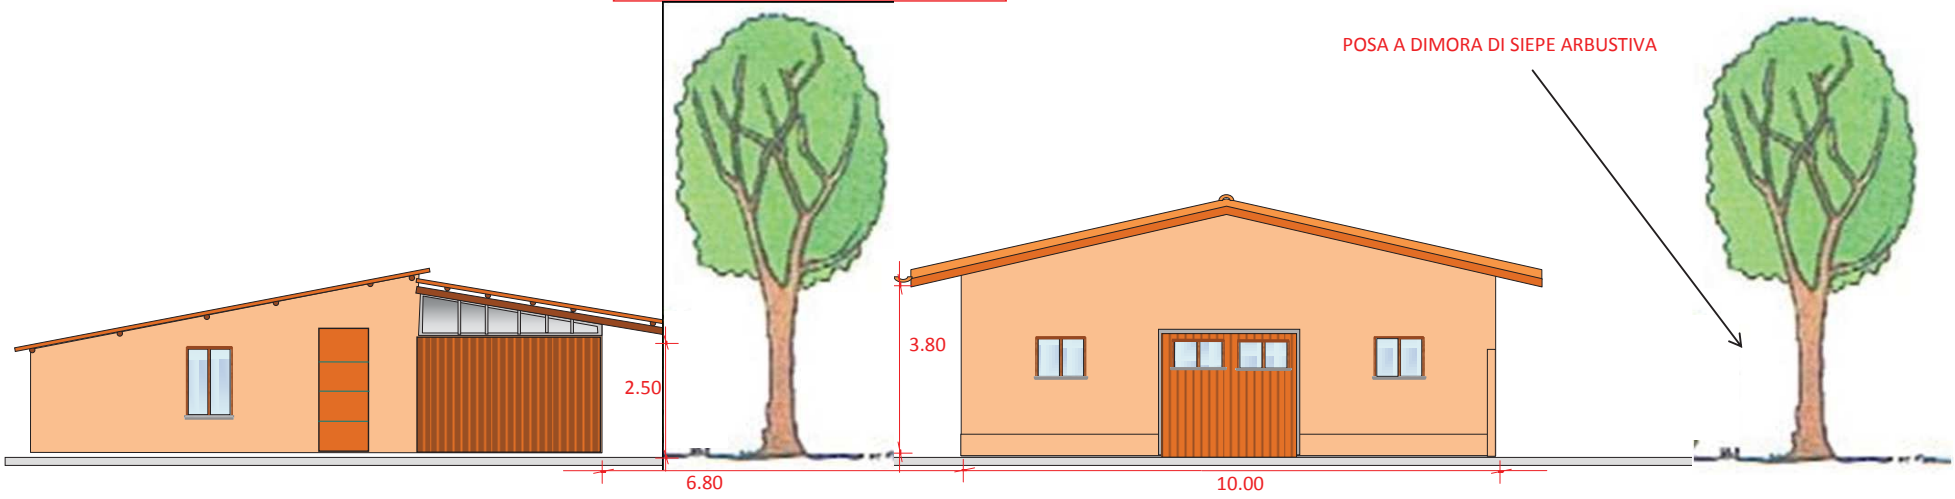 POSA A DIMORA DI SIEPE ARBUSTIVA
3.80
2.50
6.80
10.00